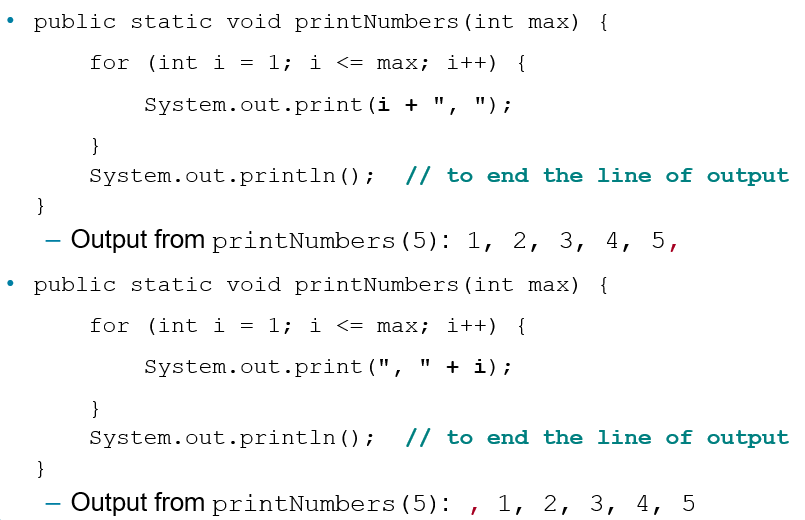 • public static void printNumbers(int max) {
for (int i = 1; i <= max; i++) {
System.out.print(i + ", ");
}
System.out.println();  // to end the line of output
}
– Output from printNumbers(5): 1, 2, 3, 4, 5,
• public static void printNumbers(int max) {
for (int i = 1; i <= max; i++) {
System.out.print(", " + i);
}
System.out.println();  // to end the line of output
}
– Output from printNumbers(5): , 1, 2, 3, 4, 5